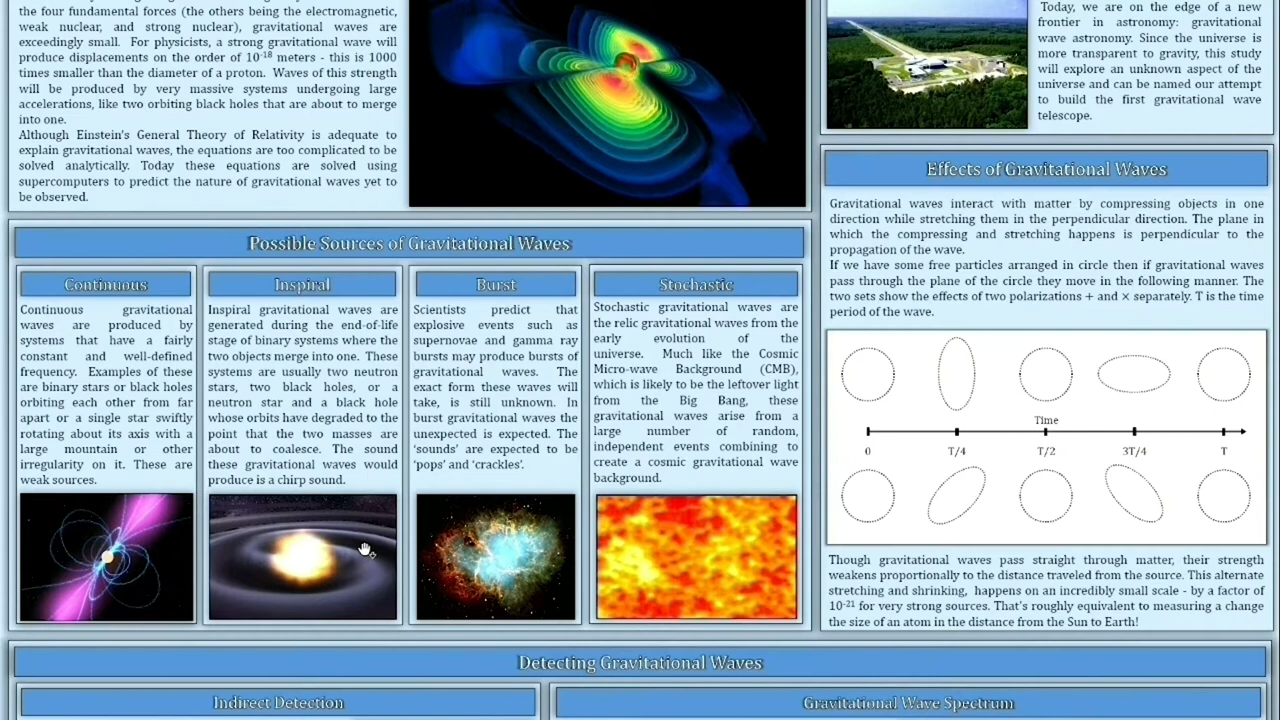 the four fundamental forces (the others being the electromagnetic,
weak nuclear, and strong nuclear), gravitational waves are
exceedingly small. For physicists, a strong gravitational wave will
produce displacements on the order of 10⁻¹⁸ meters - this is 1000
times smaller than the diameter of a proton. Waves of this strength
will be produced by very massive systems undergoing large
accelerations, like two orbiting black holes that are about to merge
into one.
Although Einstein's General Theory of Relativity is adequate to
explain gravitational waves, the equations are too complicated to be
solved analytically. Today these equations are solved using
supercomputers to predict the nature of gravitational waves yet to
be observed.
Today, we are on the edge of a new
frontier in astronomy: gravitational
wave astronomy. Since the universe is
more transparent to gravity, this study
will explore an unknown aspect of the
universe and can be named our attempt
to build the first gravitational wave
telescope.
Possible Sources of Gravitational Waves
Continuous
Continuous gravitational
waves are produced by
systems that have a fairly
constant and well-defined
frequency. Examples of these
are binary stars or black holes
orbiting each other from far
apart or a single star swiftly
rotating about its axis with a
large mountain or other
irregularity on it. These are
weak sources.
Inspiral
Inspiral gravitational waves are
generated during the end-of-life
stage of binary systems where the
two objects merge into one. These
systems are usually two neutron
stars, two black holes, or a
neutron star and a black hole
whose orbits have degraded to the
point that the two masses are
about to coalesce. The sound
these gravitational waves would
produce is a chirp sound.
Burst
Scientists predict that
explosive events such as
supernovae and gamma ray
bursts may produce bursts of
gravitational waves. The
exact form these waves will
take, is still unknown. In
burst gravitational waves the
unexpected is expected. The
'sounds' are expected to be
'pops' and 'crackles'.
Stochastic
Stochastic gravitational waves are
the relic gravitational waves from the
early evolution of the
universe. Much like the Cosmic
Micro-wave Background (CMB),
which is likely to be the leftover light
from the Big Bang, these
gravitational waves arise from a
large number of random,
independent events combining to
create a cosmic gravitational wave
background.
Effects of Gravitational Waves
Gravitational waves interact with matter by compressing objects in one
direction while stretching them in the perpendicular direction. The plane in
which the compressing and stretching happens is perpendicular to the
propagation of the wave.
If we have some free particles arranged in circle then if gravitational waves
pass through the plane of the circle they move in the following manner. The
two sets show the effects of two polarizations + and × separately. T is the time
period of the wave.
Time
0 T/4 T/2 3T/4 T
Though gravitational waves pass straight through matter, their strength
weakens proportionally to the distance traveled from the source. This alternate
stretching and shrinking, happens on an incredibly small scale - by a factor of
10⁻²¹ for very strong sources. That's roughly equivalent to measuring a change
the size of an atom in the distance from the Sun to Earth!
Detecting Gravitational Waves
Indirect Detection
Gravitational Wave Spectrum